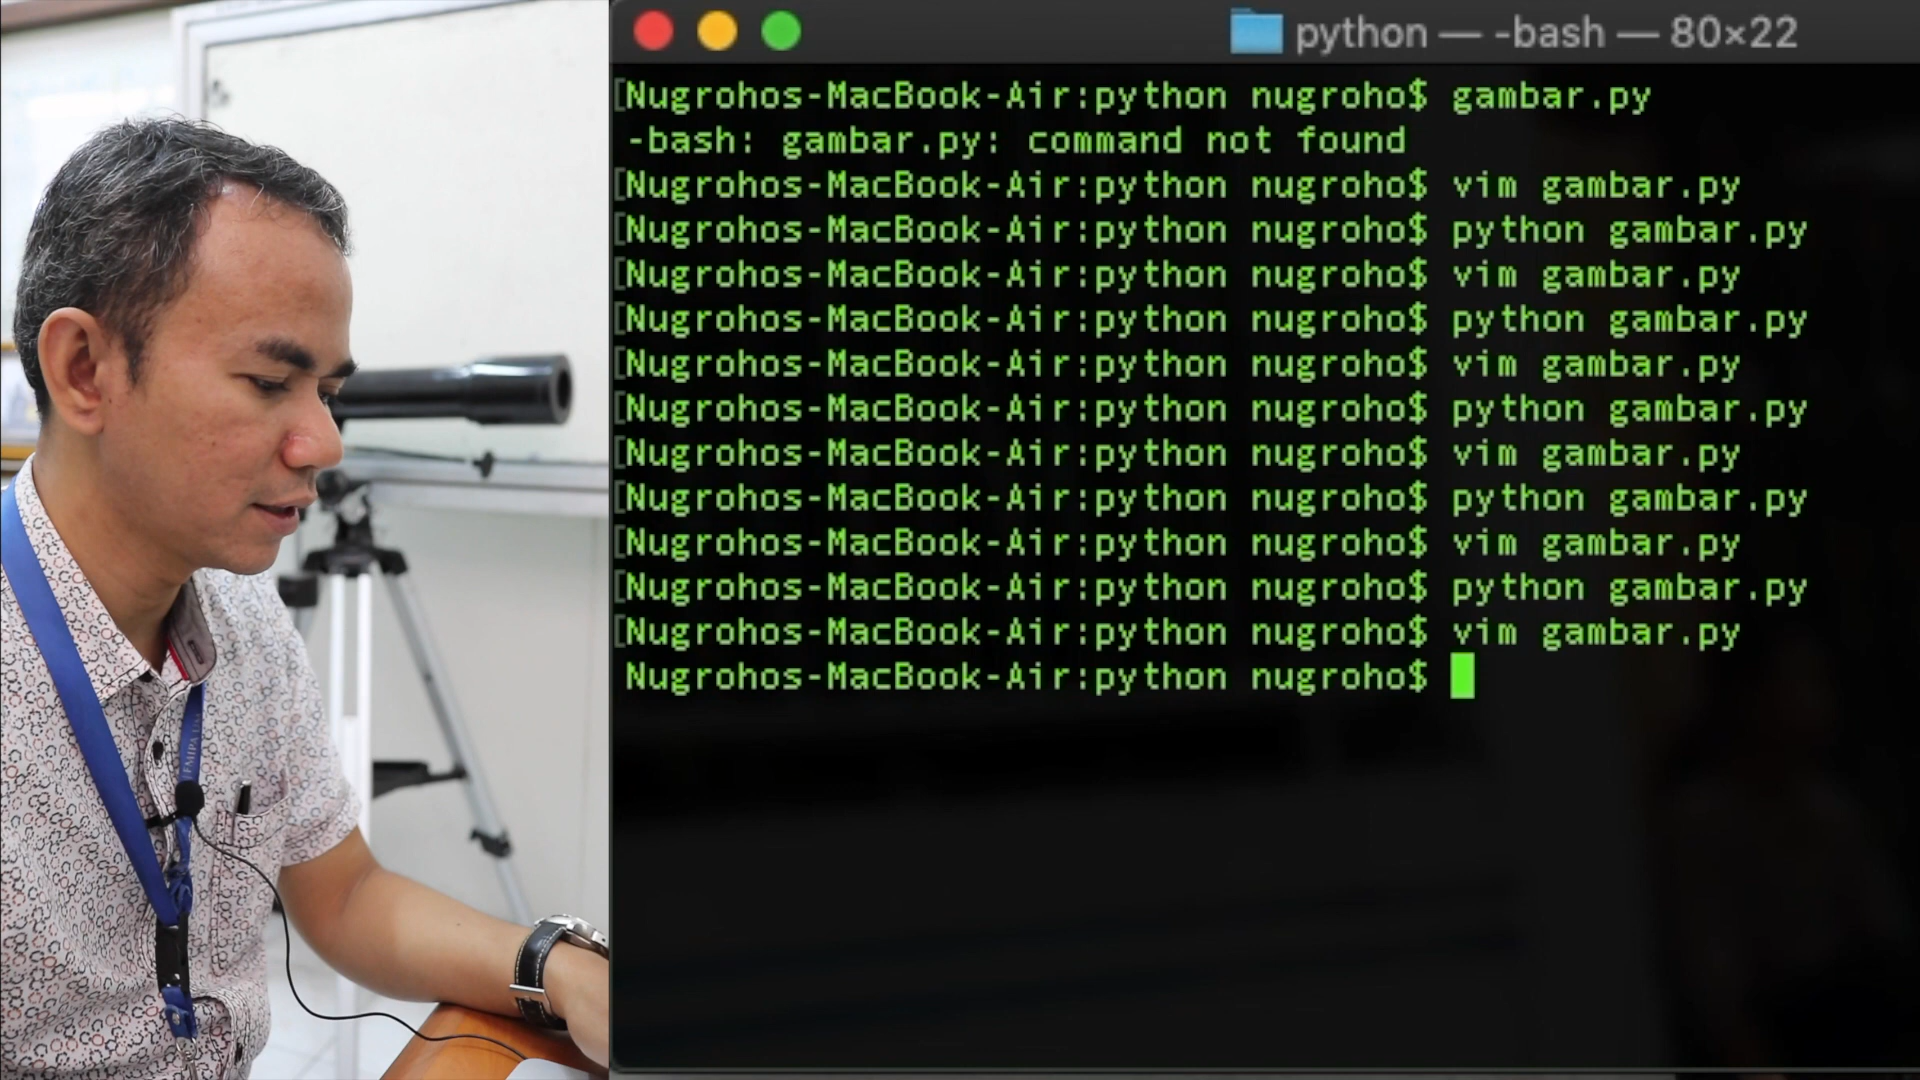 python — -bash — 80×22
[Nugrohos-MacBook-Air:python nugroho$ gambar.py
-bash: gambar.py: command not found
[Nugrohos-MacBook-Air:python nugroho$ vim gambar.py
[Nugrohos-MacBook-Air:python nugroho$ python gambar.py
[Nugrohos-MacBook-Air:python nugroho$ vim gambar.py
[Nugrohos-MacBook-Air:python nugroho$ python gambar.py
[Nugrohos-MacBook-Air:python nugroho$ vim gambar.py
[Nugrohos-MacBook-Air:python nugroho$ python gambar.py
[Nugrohos-MacBook-Air:python nugroho$ vim gambar.py
[Nugrohos-MacBook-Air:python nugroho$ python gambar.py
[Nugrohos-MacBook-Air:python nugroho$ vim gambar.py
[Nugrohos-MacBook-Air:python nugroho$ python gambar.py
[Nugrohos-MacBook-Air:python nugroho$ vim gambar.py
Nugrohos-MacBook-Air:python nugroho$
FMIPA